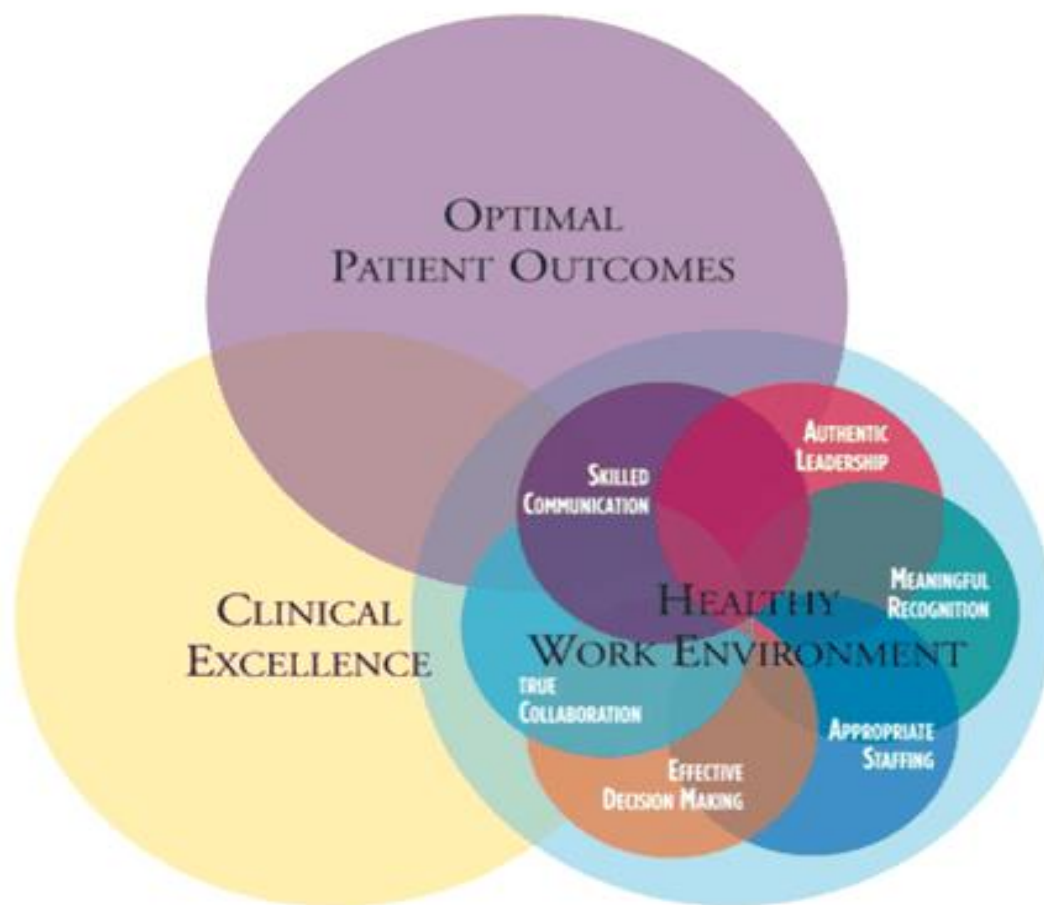 OPTIMAL
PATIENT OUTCOMES
AUTHENTIC
LEADERSHIP
SKILLED
COMMUNICATION
MEANINGFUL
RECOGNITION
CLINICAL
EXCELLENCE
HEALTHY
WORK ENVIRONMENT
TRUE
COLLABORATION
APPROPRIATE
STAFFING
EFFECTIVE
DECISION MAKING